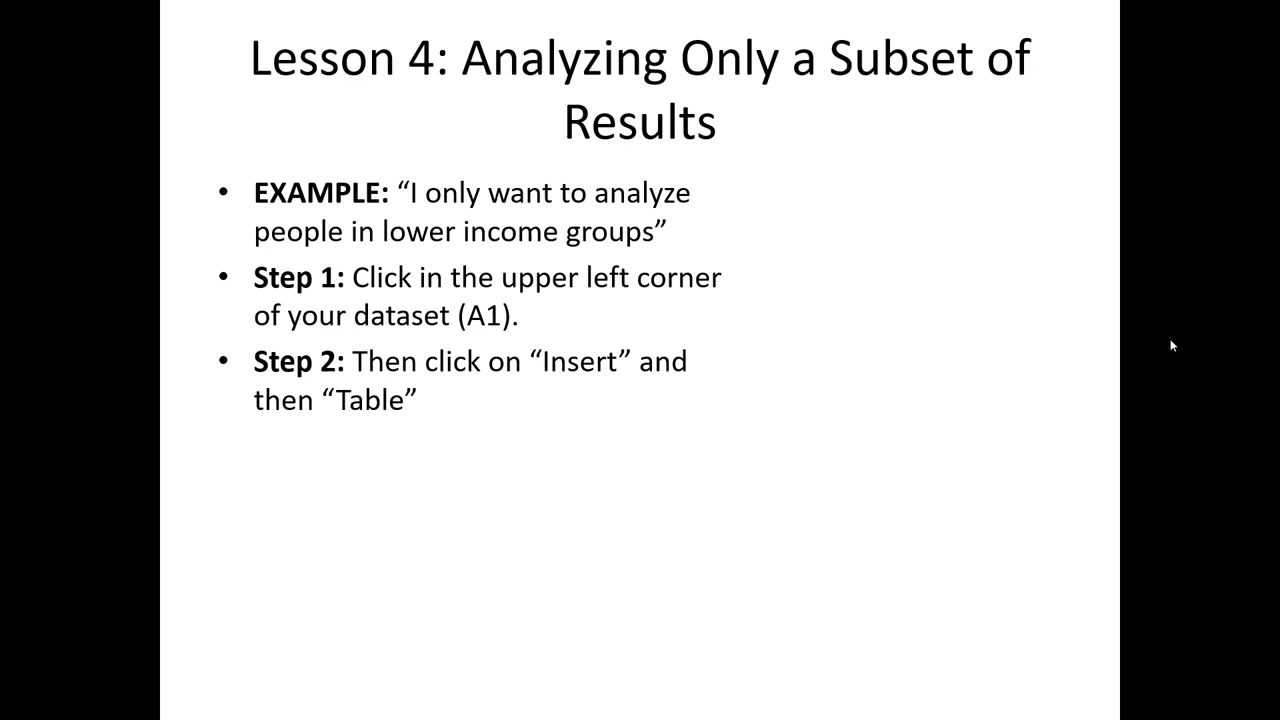 Lesson 4: Analyzing Only a Subset of
Results
• EXAMPLE: “I only want to analyze
people in lower income groups”
• Step 1: Click in the upper left corner
of your dataset (A1).
• Step 2: Then click on “Insert” and
then “Table”